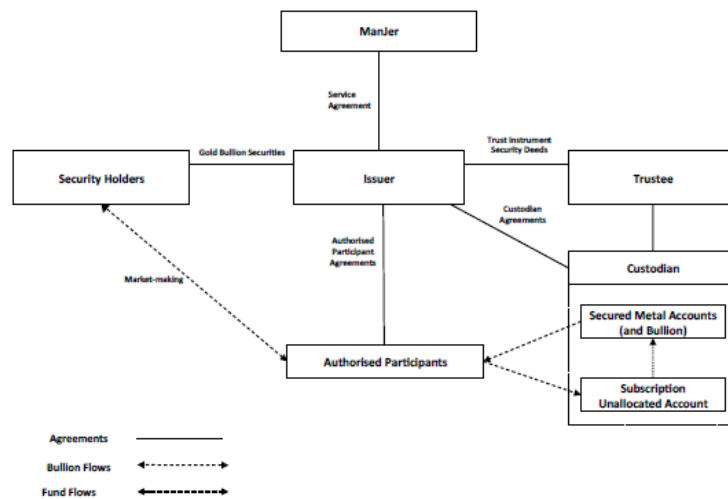 ManJer
Service
Agreement
Gold Bullion Securities
Trust Instrument
Security Deeds
Security Holders
Issuer
Trustee
Custodian
Agreements
Authorised
Participant
Agreements
Market-making
Custodian
Secured Metal Accounts
(and Bullion)
Authorised Participants
Subscription
Unallocated Account
Agreements
Bullion Flows
Fund Flows